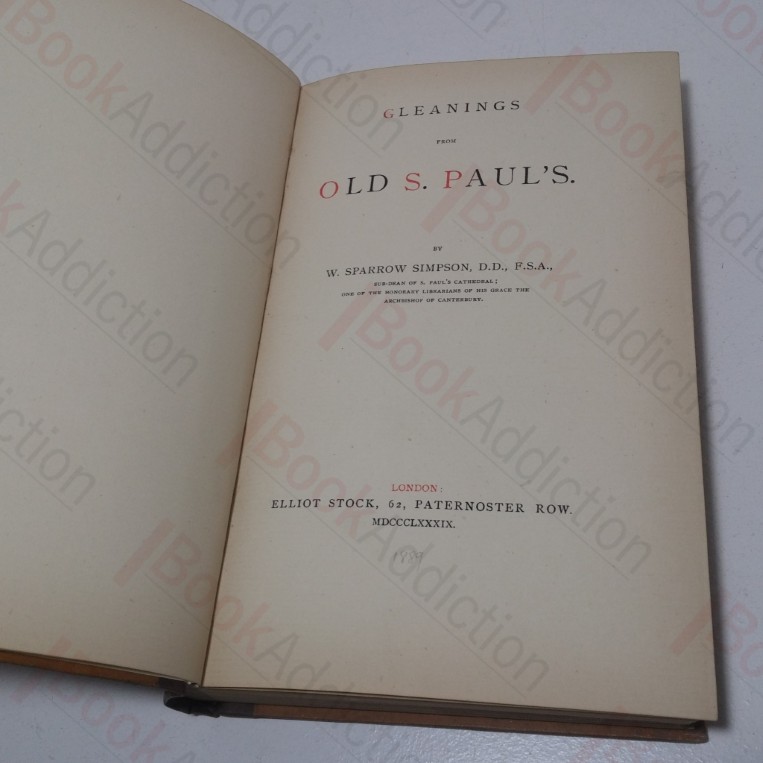 GLEANINGS
FROM
OLD S. PAUL'S.
BY
W. SPARROW SIMPSON, D.D., F.S.A.,
SUB-DEAN OF S. PAUL'S CATHEDRAL;
ONE OF THE HONORARY LIBRARIANS OF HIS GRACE THE
ARCHBISHOP OF CANTERBURY.
LONDON:
ELLIOT STOCK, 62, PATERNOSTER ROW.
MDCCCLXXXIX.
BookAddiction